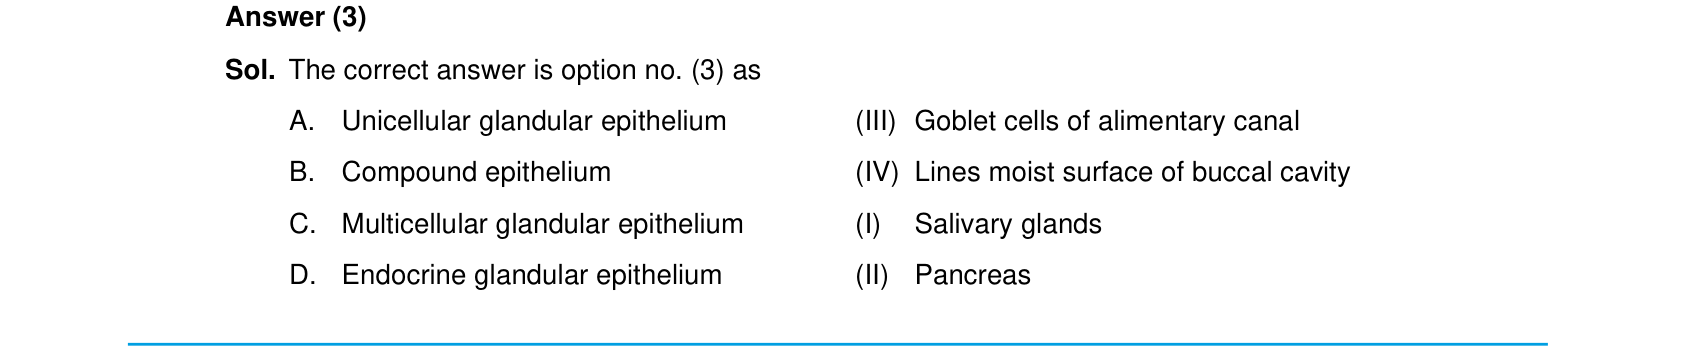 Answer (3)
Sol. The correct answer is option no. (3) as
A. Unicellular glandular epithelium (III) Goblet cells of alimentary canal
B. Compound epithelium (IV) Lines moist surface of buccal cavity
C. Multicellular glandular epithelium (I) Salivary glands
D. Endocrine glandular epithelium (II) Pancreas